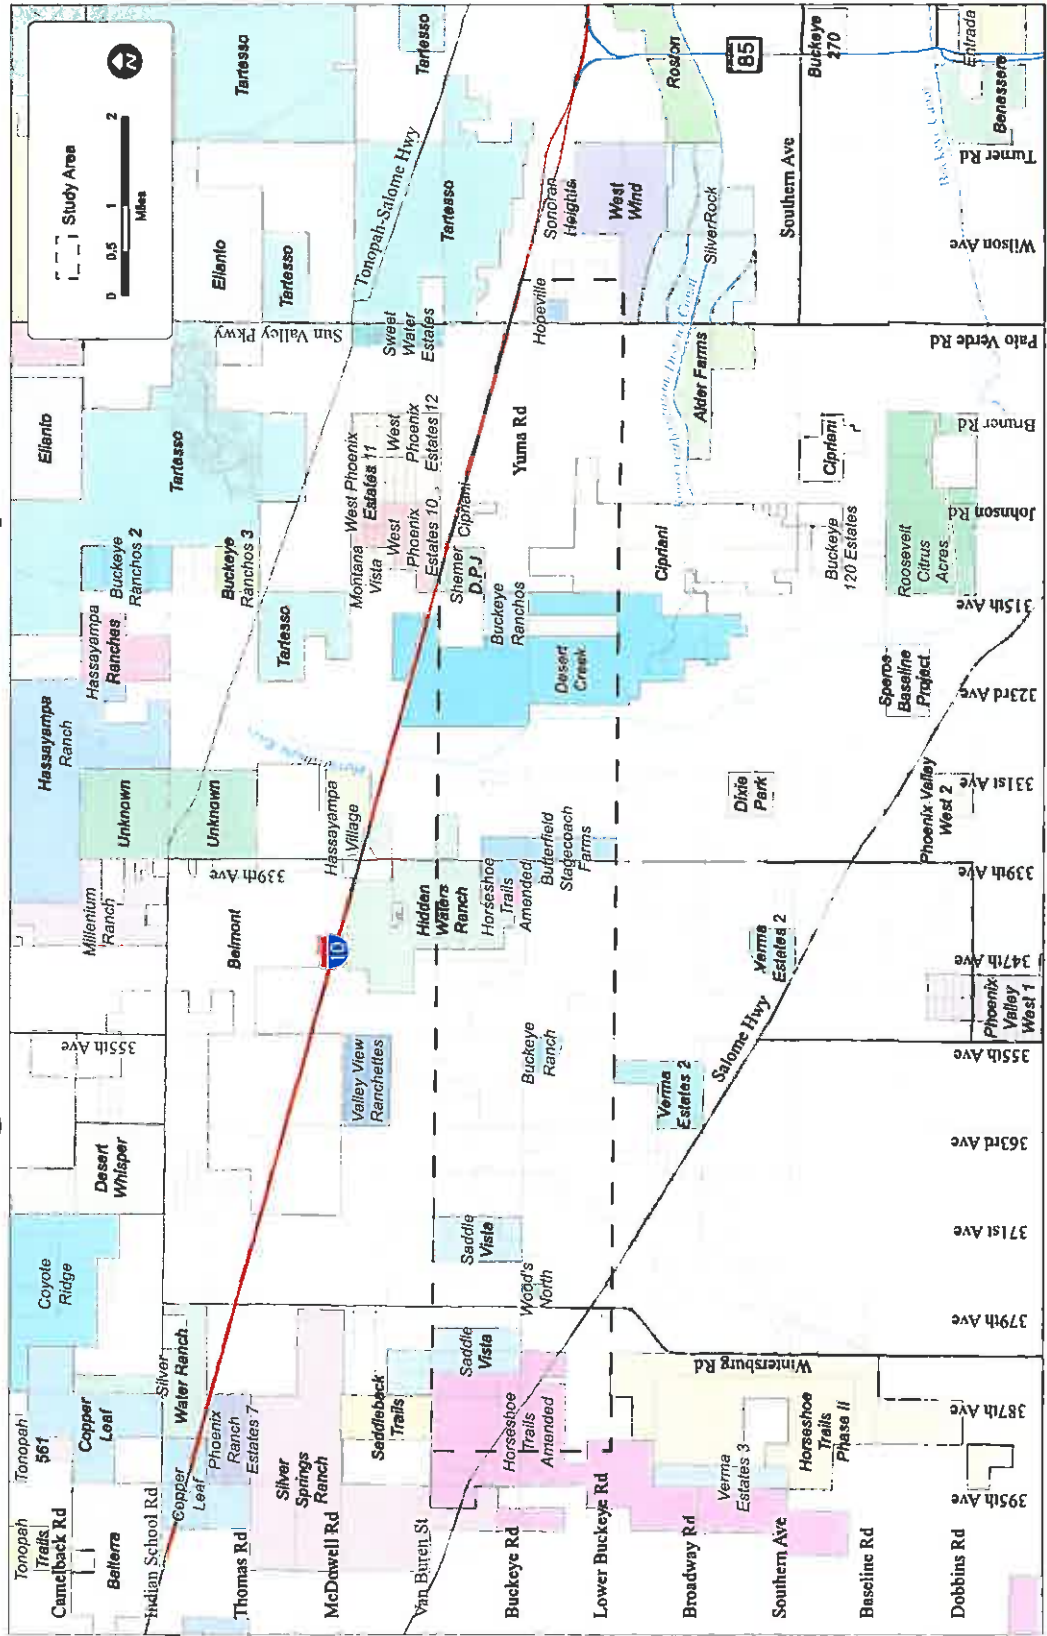 Study Area
0
0.5
1
2
Miles
N
Tonopah
Trails
Camelback Rd
Belterra
Indian School Rd
Thomas Rd
McDowell Rd
Van Buren St
Buckeye Rd
Lower Buckeye Rd
Broadway Rd
Southern Ave
Baseline Rd
Dobbins Rd
Tonopah
561
Copper
Leaf
Silver
Water Ranch
Copper
Leaf
Phoenix
Ranch
Estates 7
Silver
Springs
Ranch
Saddleback
Trails
Saddle
Vista
Horseshoe
Trails
Amended
Wintersburg Rd
Verma
Estates 3
Horseshoe
Trails
Phase II
395th Ave
387th Ave
379th Ave
Coyote
Ridge
Saddle
Vista
Wood's
North
371st Ave
Desert
Whisper
363rd Ave
355th Ave
Valley View
Ranchettes
Buckeye
Ranch
Verma
Estates 2
Salome Hwy
355th Ave
Phoenix
Valley
West 1
347th Ave
Millenium
Ranch
Belmont
10
Hidden
Waters
Ranch
Horseshoe
Trails
Amended
Verma
Estates 2
339th Ave
339th Ave
Hassayampa
Village
Butterfield
Stagecoach
Farms
Unknown
Unknown
Dixie
Park
Phoenix-Valley
West 2
331st Ave
Hassayampa
Ranch
Hassayampa
Ranches
Tartesso
Desert
Creek
Speros
Baseline
Project
323rd Ave
315th Ave
Buckeye
Ranchos 2
Buckeye
Ranchos 3
Montana
Vista
West Phoenix
Estates 11
West
Phoenix
Estates 10
West
Phoenix
Estates 12
Shemer
D.P.J
Cipriani
Buckeye
Ranchos
Yuma Rd
Cipriani
Buckeye
120 Estates
Cipriani
Roosevelt
Citrus
Acres
Johnson Rd
Bruner Rd
Elianto
Tartesso
Sun Valley Pkwy
Sweet
Water
Estates
Hopeville
Alder Farms
Palo Verde Rd
Elianto
Tartesso
Tonopah-Salome Hwy
Tartesso
Sonoran
Heights
West
Wind
SilverRock
Southern Ave
Wilson Ave
Turner Rd
Tartesso
Tartesso
Rosion
85
Buckeye
270
Entrada
Benessere